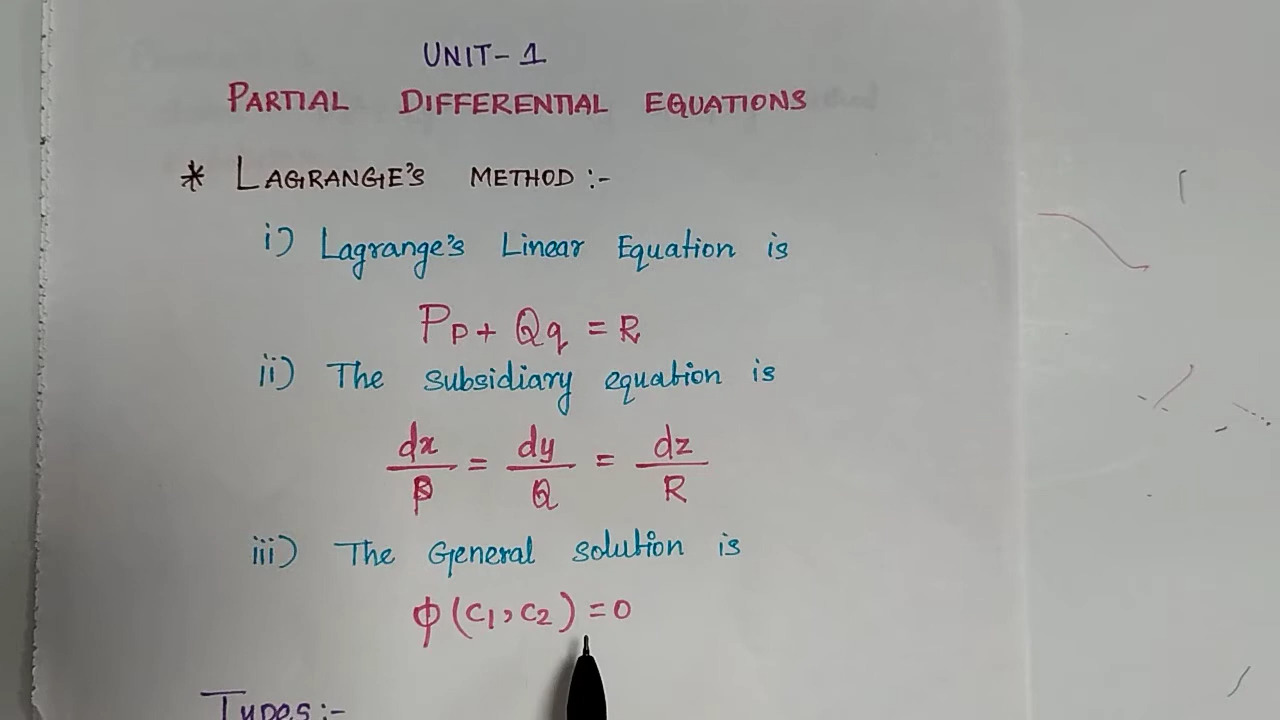 UNIT-1
PARTIAL DIFFERENTIAL EQUATIONS
* LAGRANGE'S METHOD :-
i) Lagrange's Linear Equation is
Pp + Qq = R
ii) The subsidiary equation is
dx/P = dy/Q = dz/R
iii) The General solution is
ϕ(c1, c2) = 0
Types:-